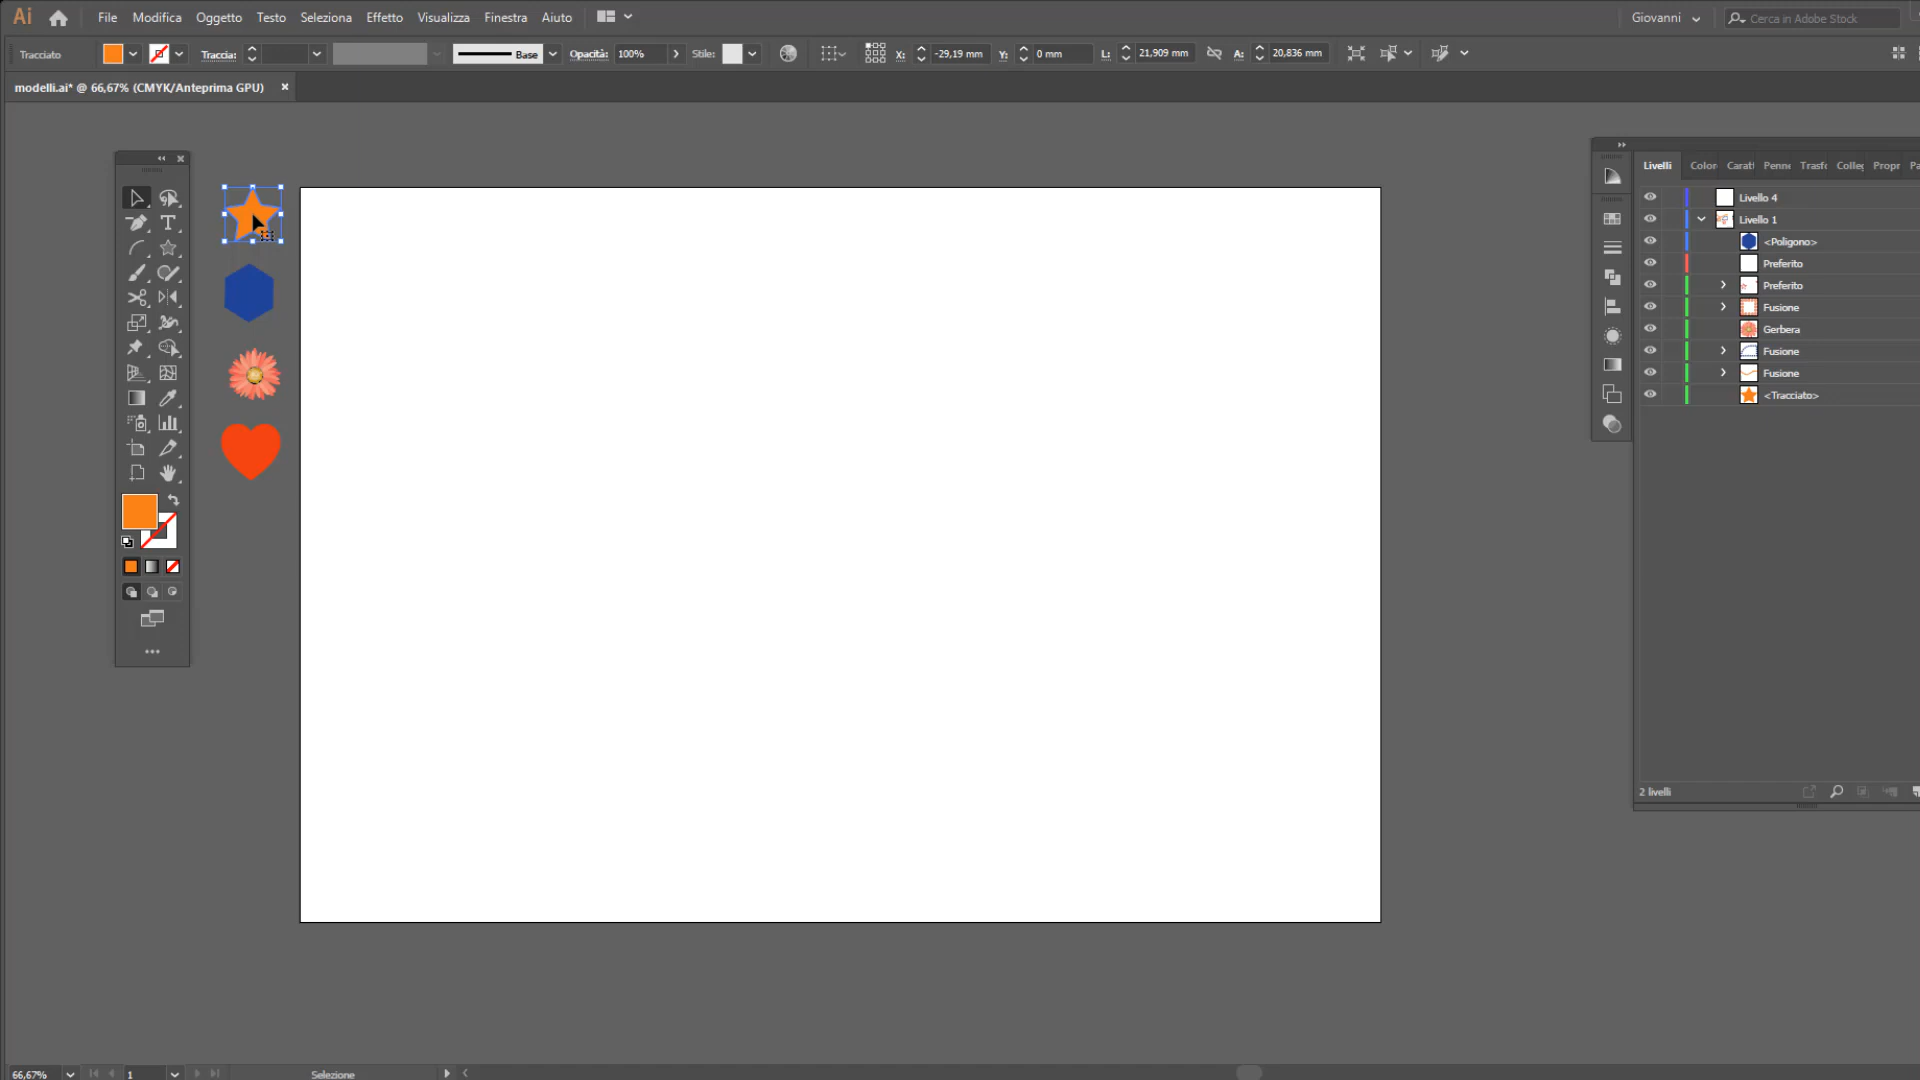 Ai File Modifica Oggetto Testo Seleziona Effetto Visualizza Finestra Aiuto Giovanni Cerca in Adobe Stock
Tracciato Traccia: Base Opacità: 100% Stile: X: -29,19 mm Y: 0 mm L: 21,909 mm A: 20,836 mm
modelli.ai* @ 66,67% (CMYK/Anteprima GPU)
Livelli Color Caratt Penne Trasfo Colleg Propr Pa
Livello 4
Livello 1
<Poligono>
Preferito
Preferito
Fusione
Gerbera
Fusione
Fusione
<Tracciato>
2 livelli
66,67% 1 Selezione